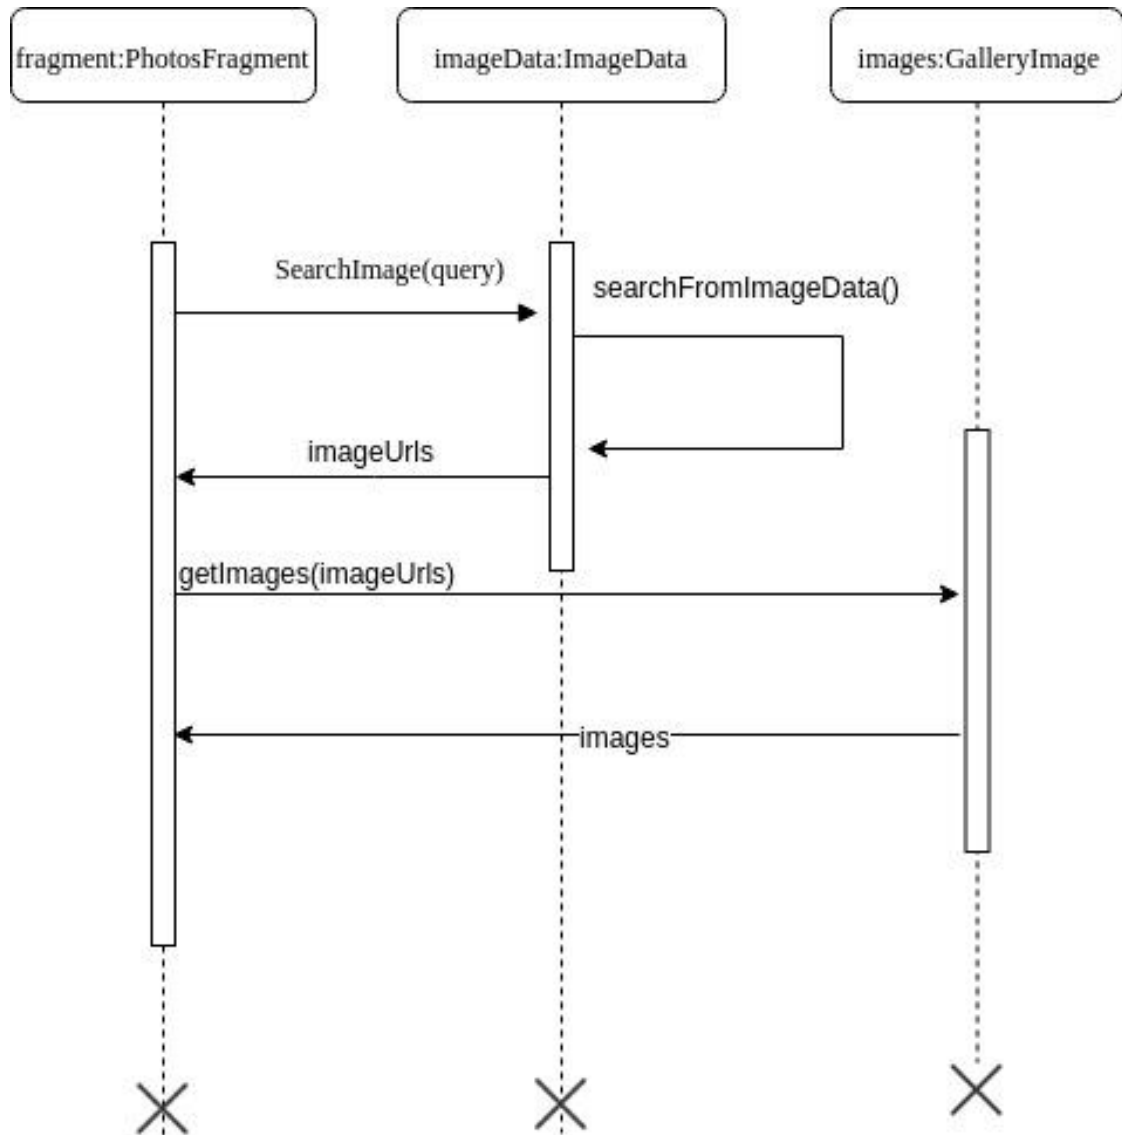 fragment:PhotosFragment
imageData:ImageData
images:GalleryImage
SearchImage(query)
searchFromImageData()
imageUrls
getImages(imageUrls)
images